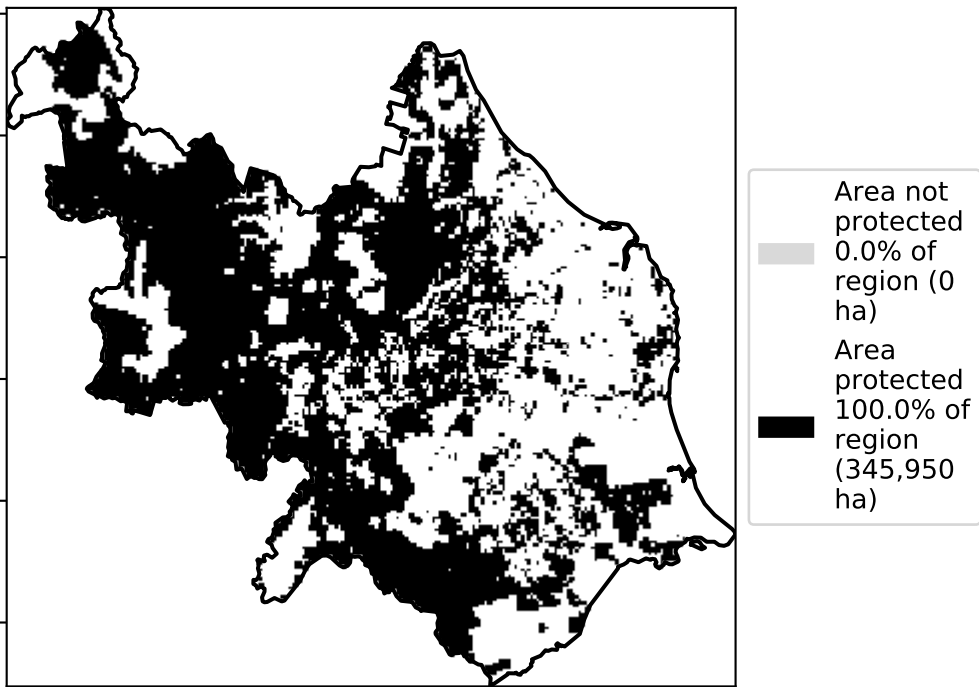 Area not
protected
0.0% of
region (0
ha)
Area
protected
100.0% of
region
(345,950
ha)